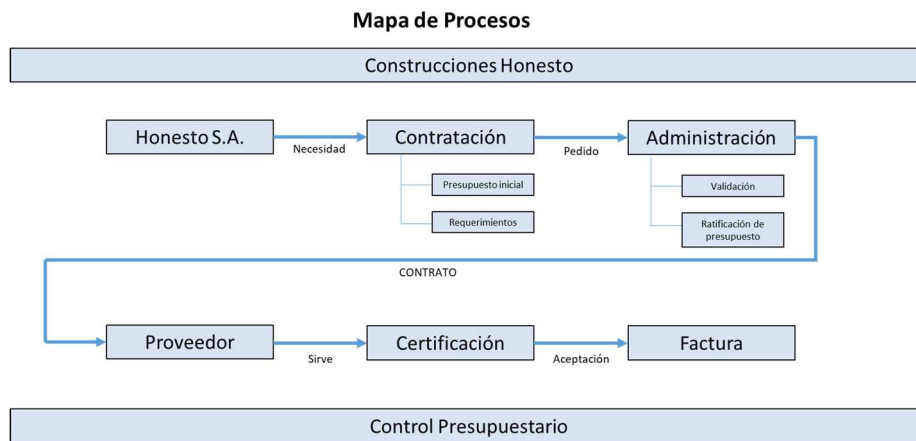 Mapa de Procesos
Construcciones Honesto
Honesto S.A.
Necesidad
Contratación
Pedido
Administración
Presupuesto inicial
Requerimientos
Validación
Ratificación de
presupuesto
CONTRATO
Proveedor
Sirve
Certificación
Aceptación
Factura
Control Presupuestario